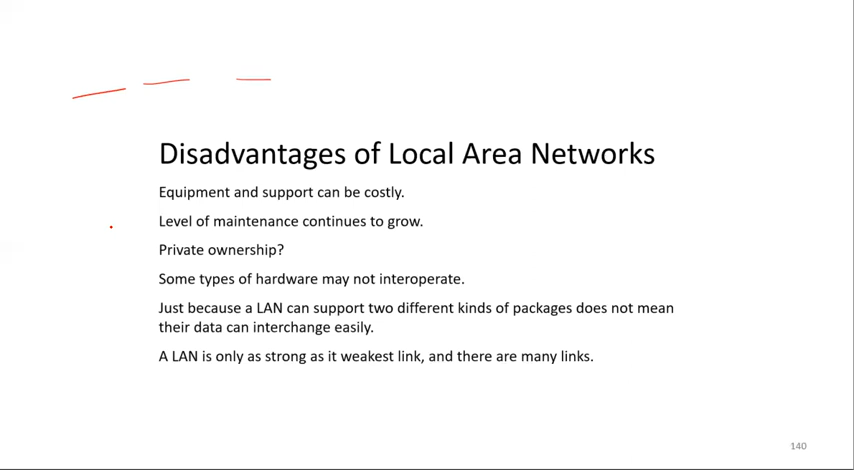 Disadvantages of Local Area Networks
Equipment and support can be costly.
Level of maintenance continues to grow.
Private ownership?
Some types of hardware may not interoperate.
Just because a LAN can support two different kinds of packages does not mean
their data can interchange easily.
A LAN is only as strong as it weakest link, and there are many links.
140